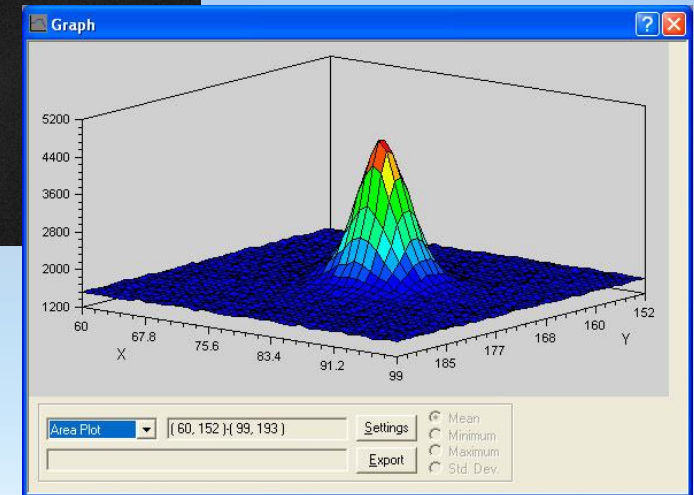 Graph
5200
4400
3600
2800
2000
1200
60
67.8
75.6
83.4
91.2
99
X
185
177
168
160
152
Y
Area Plot
( 60, 152 )-( 99, 193 )
Settings
Export
Mean
Minimum
Maximum
Std. Dev.